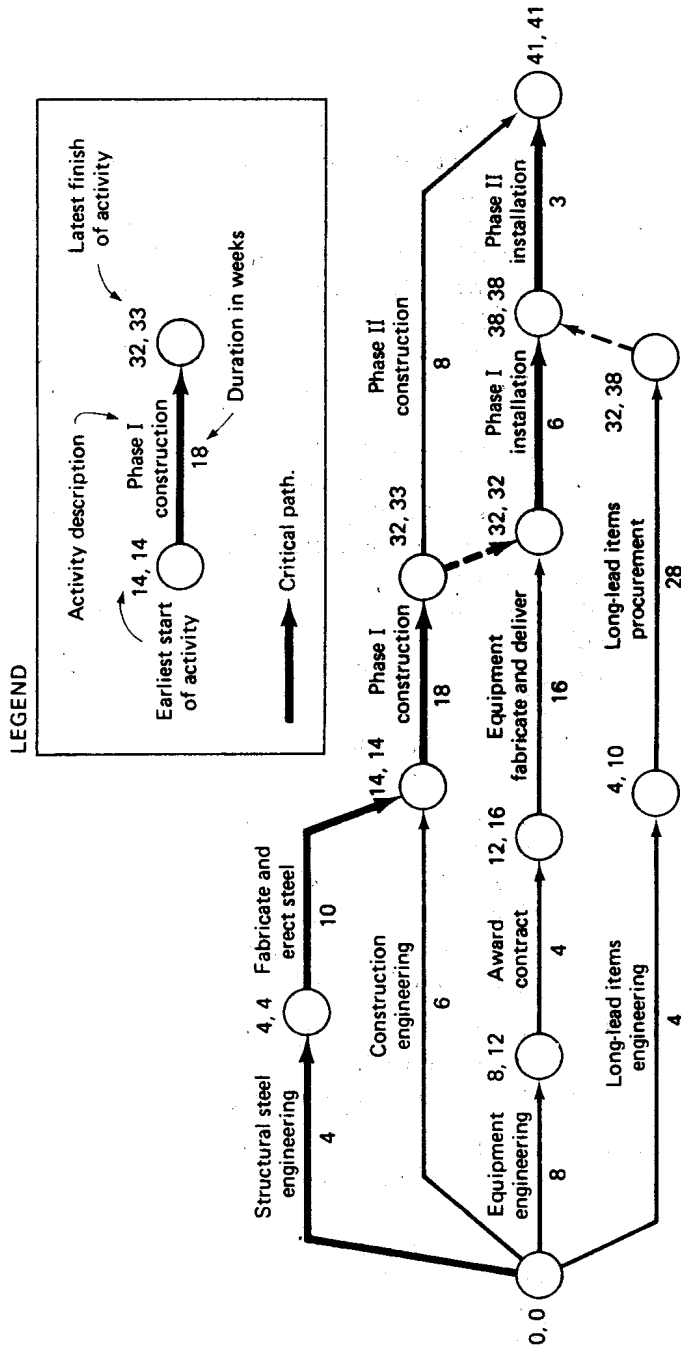 LEGEND
Activity description
Latest finish
of activity
14, 14
Phase I
construction
32, 33
Earliest start
of activity
18
Duration in weeks
Critical path.
Structural steel
engineering
4
4, 4
Fabricate and
erect steel
10
Construction
engineering
6
14, 14
Phase I
construction
18
32, 33
Phase II
construction
8
0, 0
Equipment
engineering
8
8, 12
Award
contract
4
12, 16
Equipment
fabricate and deliver
16
32, 32
Phase I
installation
6
38, 38
Phase II
installation
3
41, 41
Long-lead items
engineering
4
4, 10
Long-lead items
procurement
28
32, 38